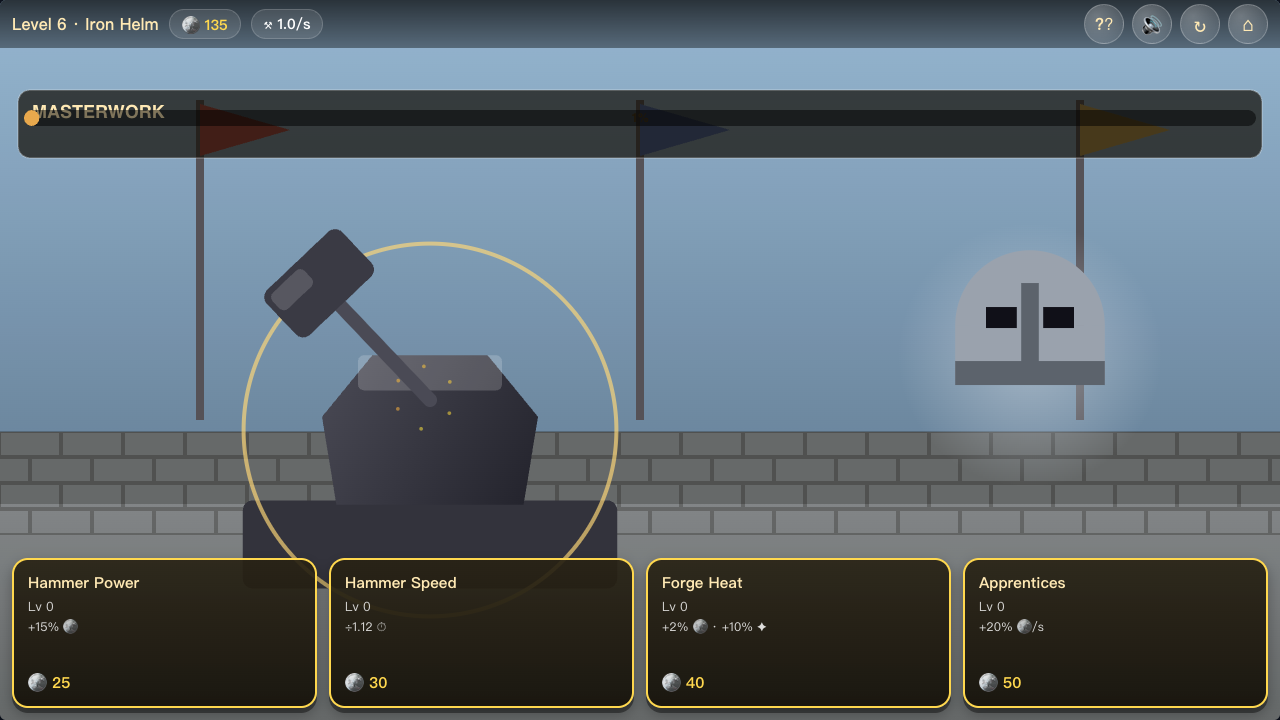 Level 6 · Iron Helm
135
⚒ 1.0/s
??
↻
⌂
MASTERWORK
Hammer Power
Lv 0
+15%
25
Hammer Speed
Lv 0
÷1.12 ⏱
30
Forge Heat
Lv 0
+2% · +10% ✦
40
Apprentices
Lv 0
+20% /s
50